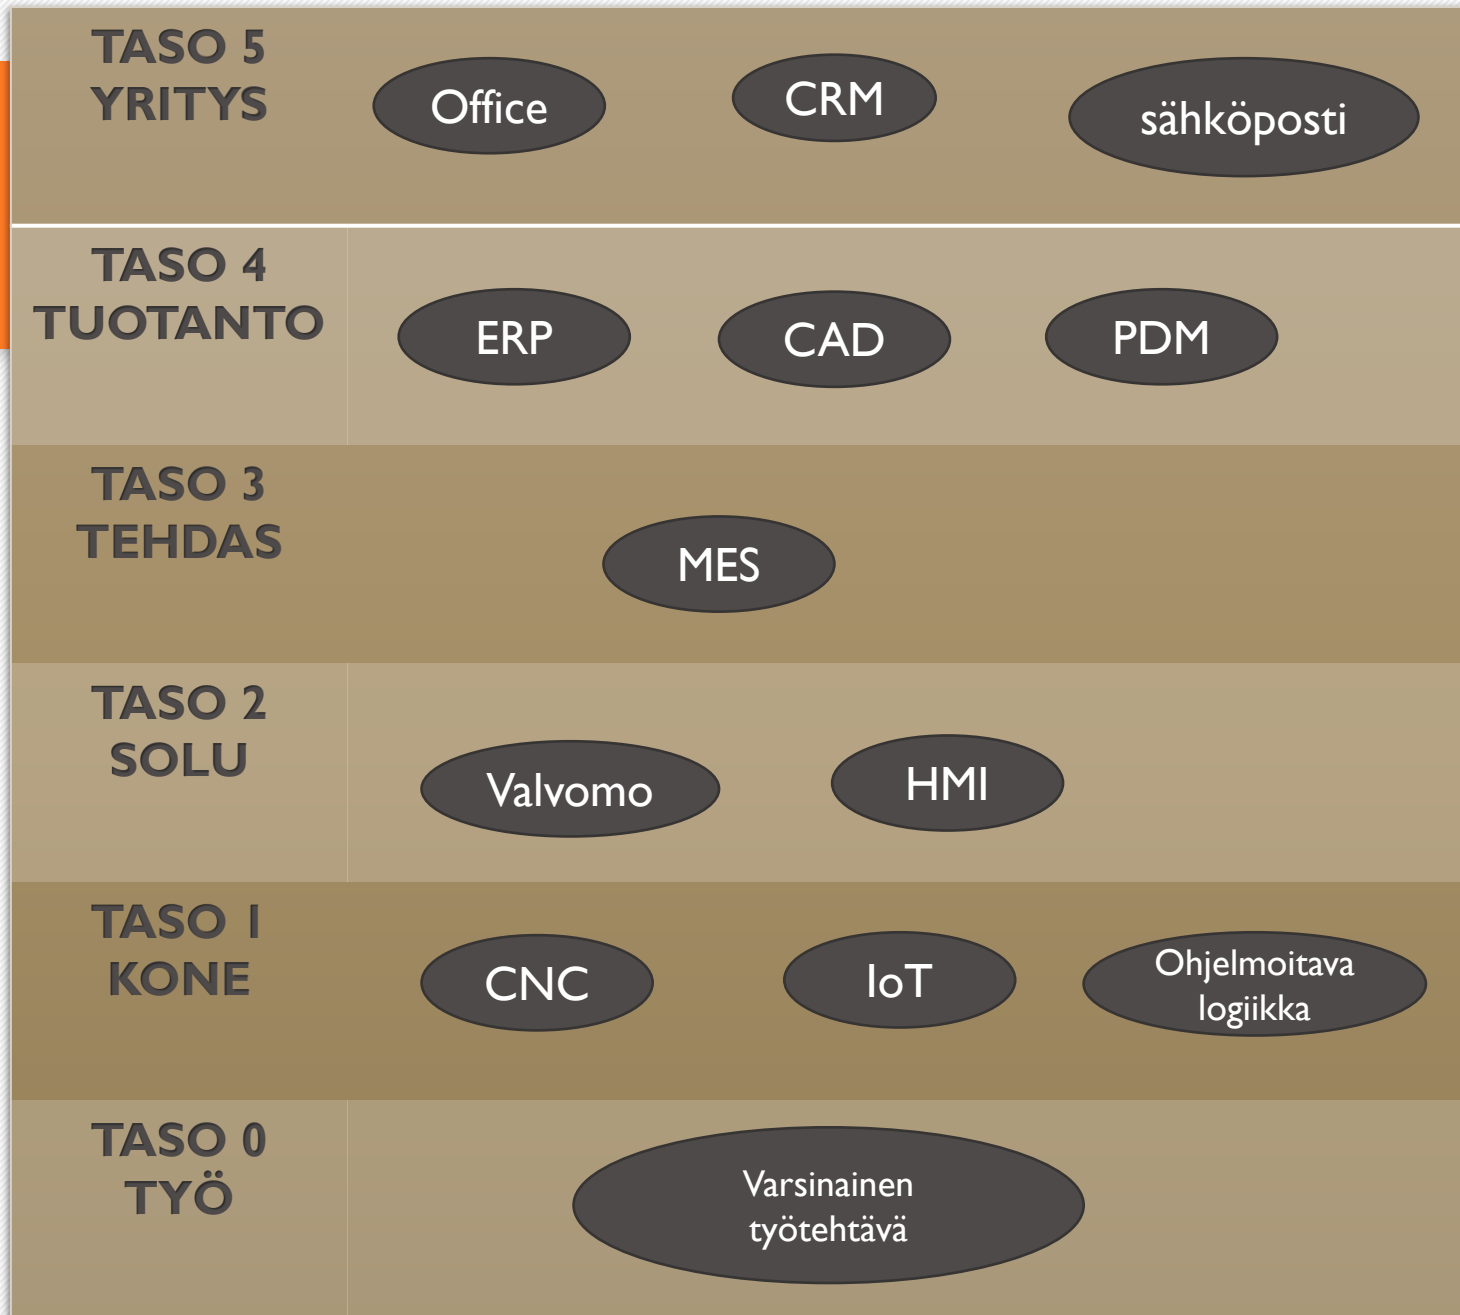 TASO 5
YRITYS
Office
CRM
sähköposti
TASO 4
TUOTANTO
ERP
CAD
PDM
TASO 3
TEHDAS
MES
TASO 2
SOLU
Valvomo
HMI
TASO 1
KONE
CNC
IoT
Ohjelmoitava
logiikka
TASO 0
TYÖ
Varsinainen
työtehtävä